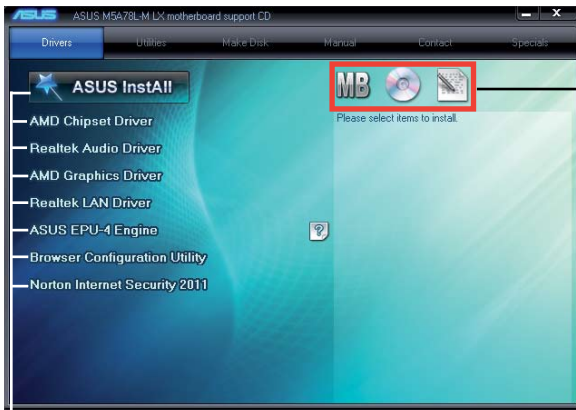 ASUS ASUS M5A78L-M LX motherboard support CD
Drivers Utilities Make Disk Manual Contact Specials
ASUS InstAll
MB
AMD Chipset Driver
Please select items to install.
Realtek Audio Driver
AMD Graphics Driver
Realtek LAN Driver
ASUS EPU-4 Engine
?
Browser Configuration Utility
Norton Internet Security 2011